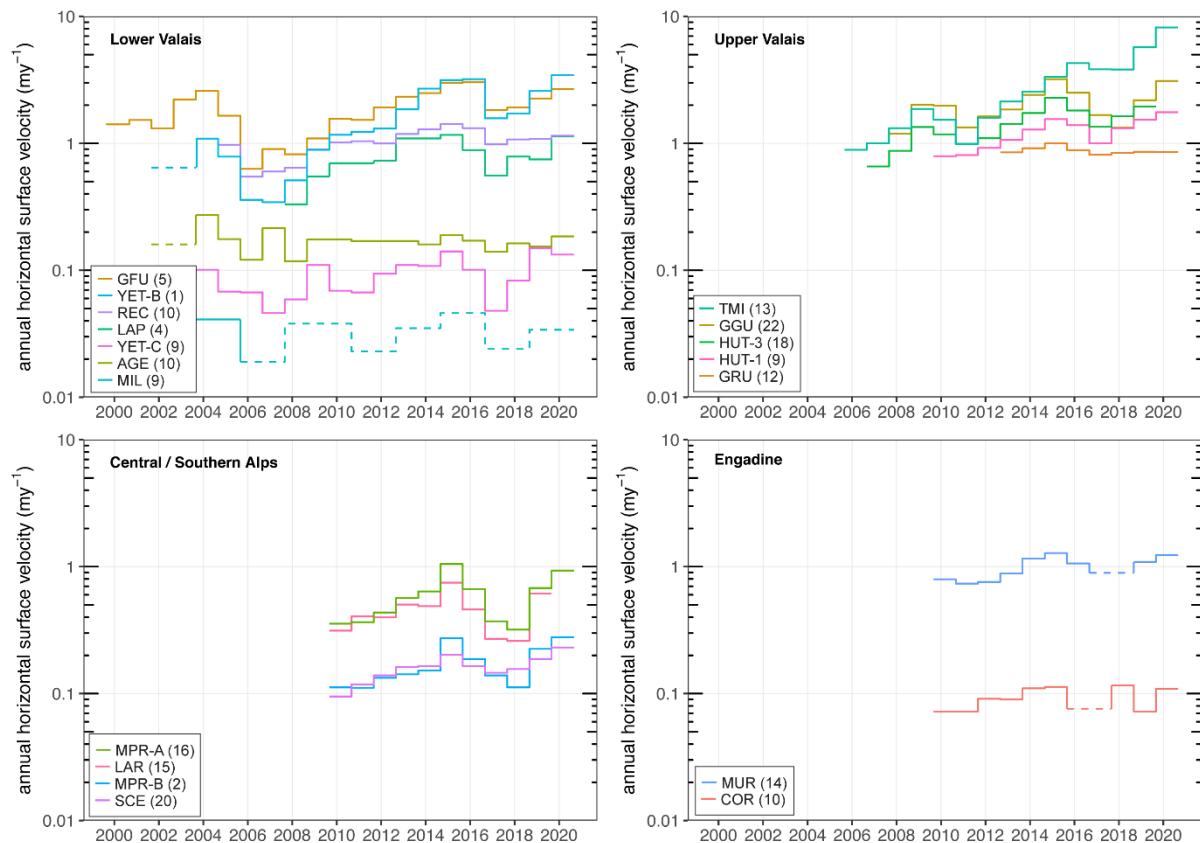 Lower Valais
annual horizontal surface velocity (my⁻¹)
10
1
0.1
0.01
GFU (5)
YET-B (1)
REC (10)
LAP (4)
YET-C (9)
AGE (10)
MIL (9)
2000 2002 2004 2006 2008 2010 2012 2014 2016 2018 2020
Upper Valais
annual horizontal surface velocity (my⁻¹)
10
1
0.1
0.01
TMI (13)
GGU (22)
HUT-3 (18)
HUT-1 (9)
GRU (12)
2000 2002 2004 2006 2008 2010 2012 2014 2016 2018 2020
Central / Southern Alps
annual horizontal surface velocity (my⁻¹)
10
1
0.1
0.01
MPR-A (16)
LAR (15)
MPR-B (2)
SCE (20)
2000 2002 2004 2006 2008 2010 2012 2014 2016 2018 2020
Engadine
annual horizontal surface velocity (my⁻¹)
10
1
0.1
0.01
MUR (14)
COR (10)
2000 2002 2004 2006 2008 2010 2012 2014 2016 2018 2020